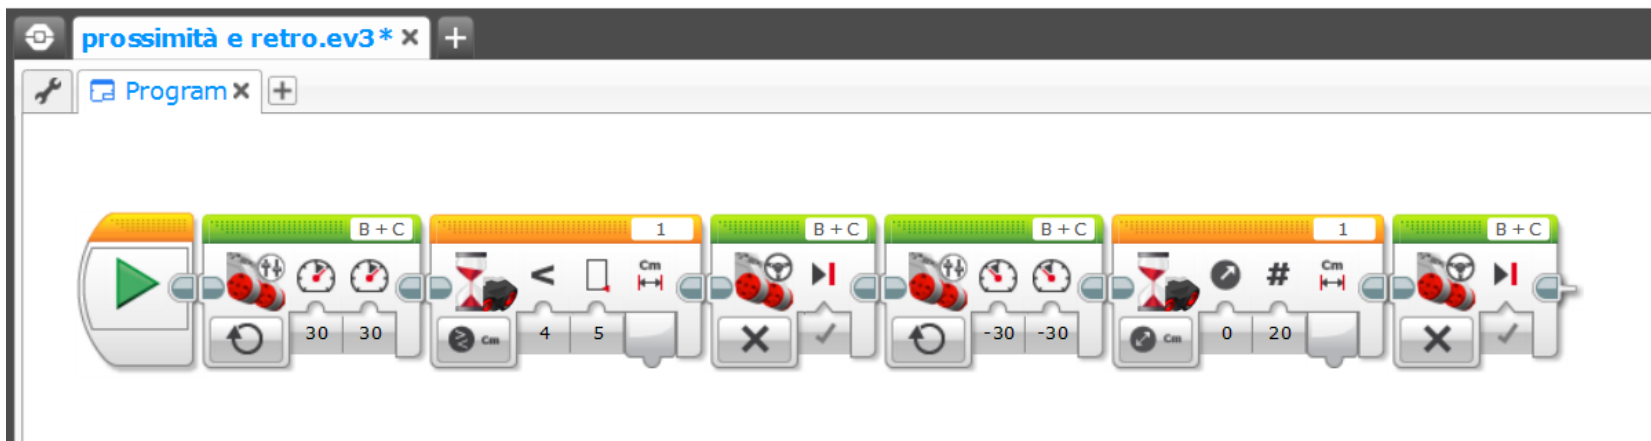 prossimità e retro.ev3*
Program
B + C 1 B + C B + C 1 B + C
Cm Cm
30 30 Cm 4 5 -30 -30 Cm 0 20